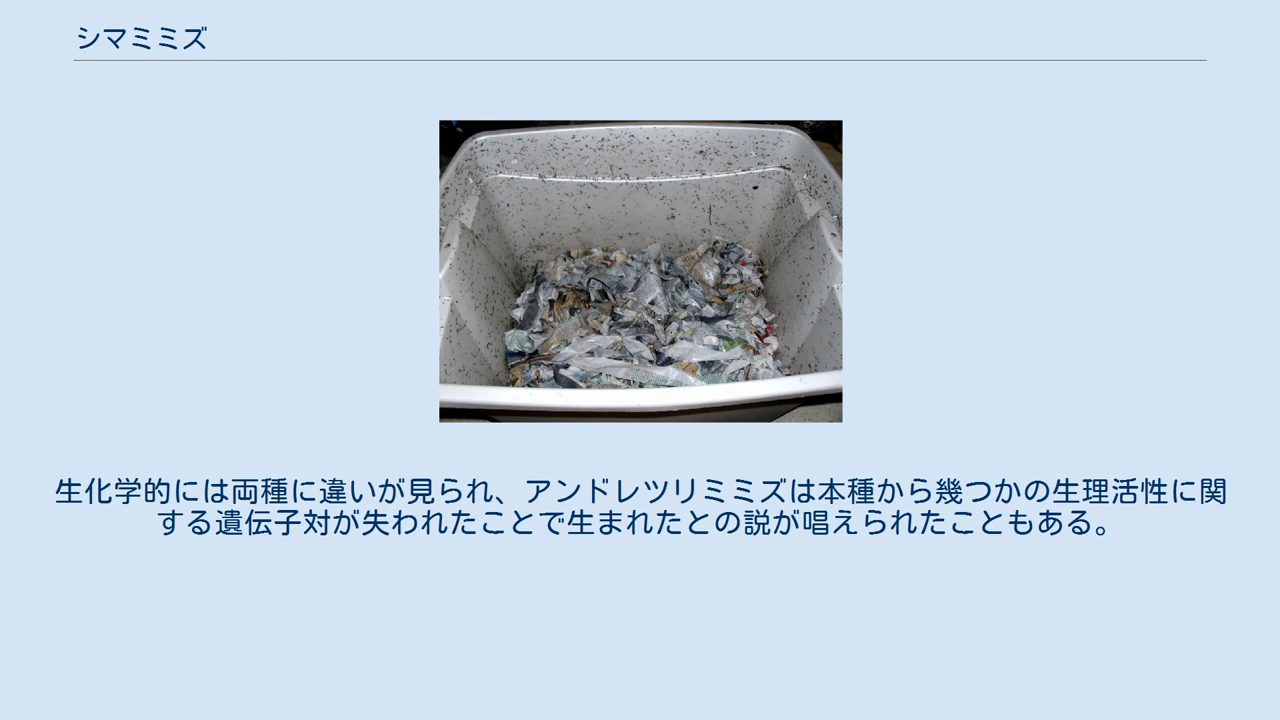 シマミミズ
生化学的には両種に違いが見られ、アンドレツリミミズは本種から幾つかの生理活性に関
する遺伝子対が失われたことで生まれたとの説が唱えられたこともある。